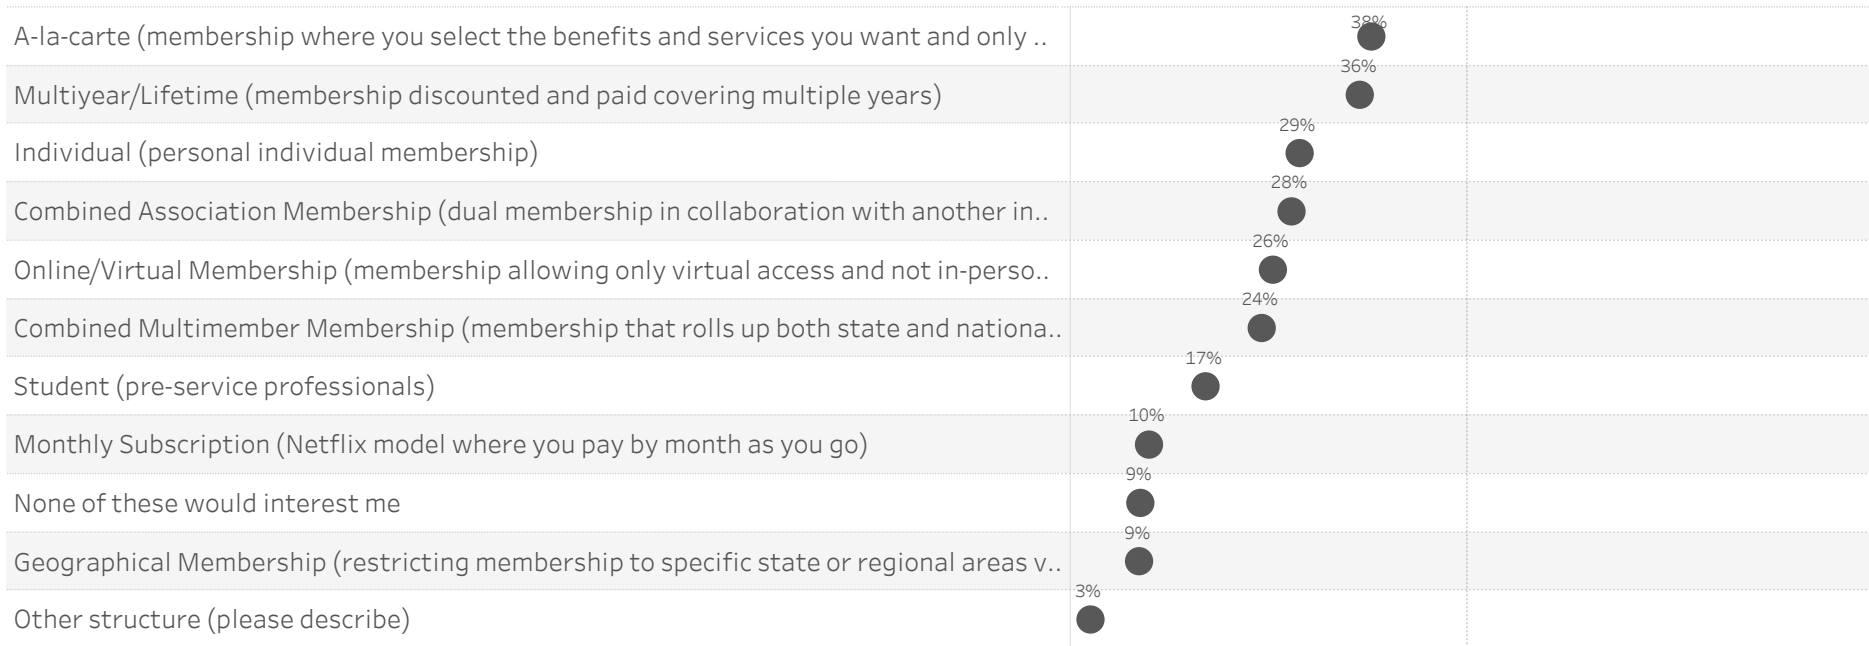 A-la-carte (membership where you select the benefits and services you want and only ..
38%
Multiyear/Lifetime (membership discounted and paid covering multiple years)
36%
Individual (personal individual membership)
29%
Combined Association Membership (dual membership in collaboration with another in..
28%
Online/Virtual Membership (membership allowing only virtual access and not in-perso..
26%
Combined Multimember Membership (membership that rolls up both state and nationa..
24%
Student (pre-service professionals)
17%
Monthly Subscription (Netflix model where you pay by month as you go)
10%
None of these would interest me
9%
Geographical Membership (restricting membership to specific state or regional areas v..
9%
Other structure (please describe)
3%